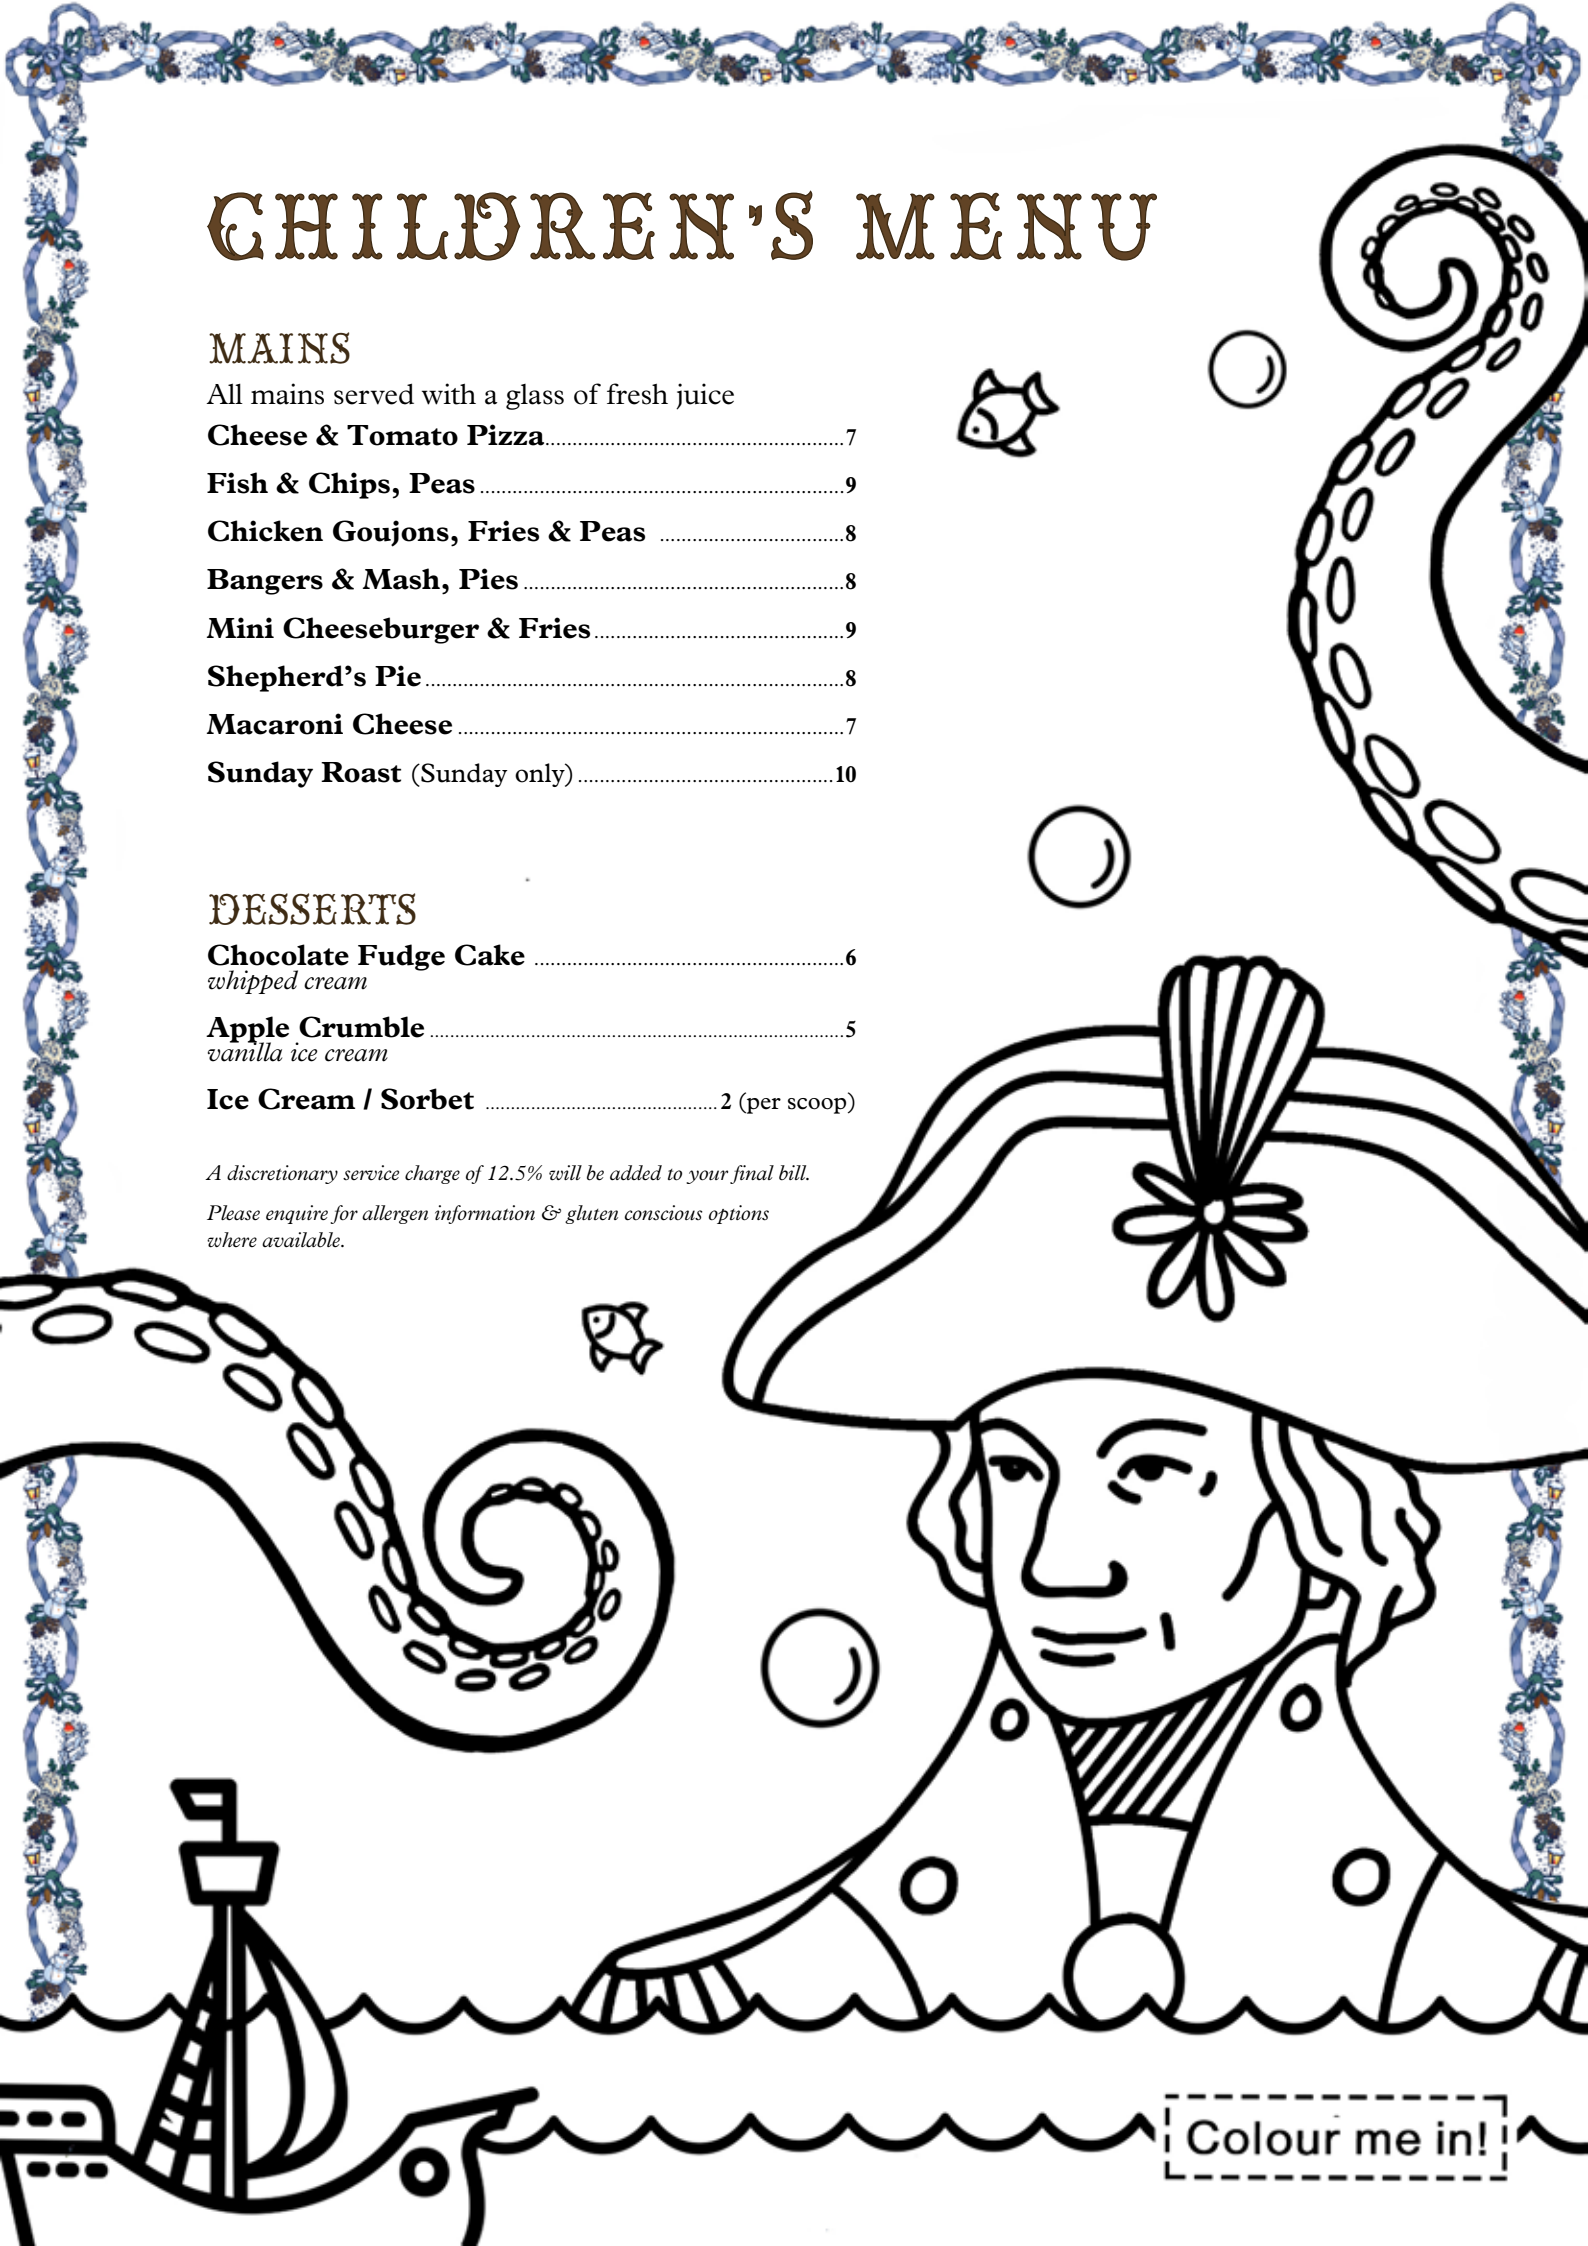 CHILDREN'S MENU
MAINS
All mains served with a glass of fresh juice
Cheese & Tomato Pizza.......................................................7
Fish & Chips, Peas ....................................................................9
Chicken Goujons, Fries & Peas ..................................8
Bangers & Mash, Pies ............................................................8
Mini Cheeseburger & Fries...............................................9
Shepherd's Pie ..............................................................................8
Macaroni Cheese ........................................................................7
Sunday Roast (Sunday only) ................................................10
DESSERTS
Chocolate Fudge Cake ..........................................................6
whipped cream
Apple Crumble ..............................................................................5
vanilla ice cream
Ice Cream / Sorbet ............................................2 (per scoop)
A discretionary service charge of 12.5% will be added to your final bill.
Please enquire for allergen information & gluten conscious options
where available.
Colour me in!